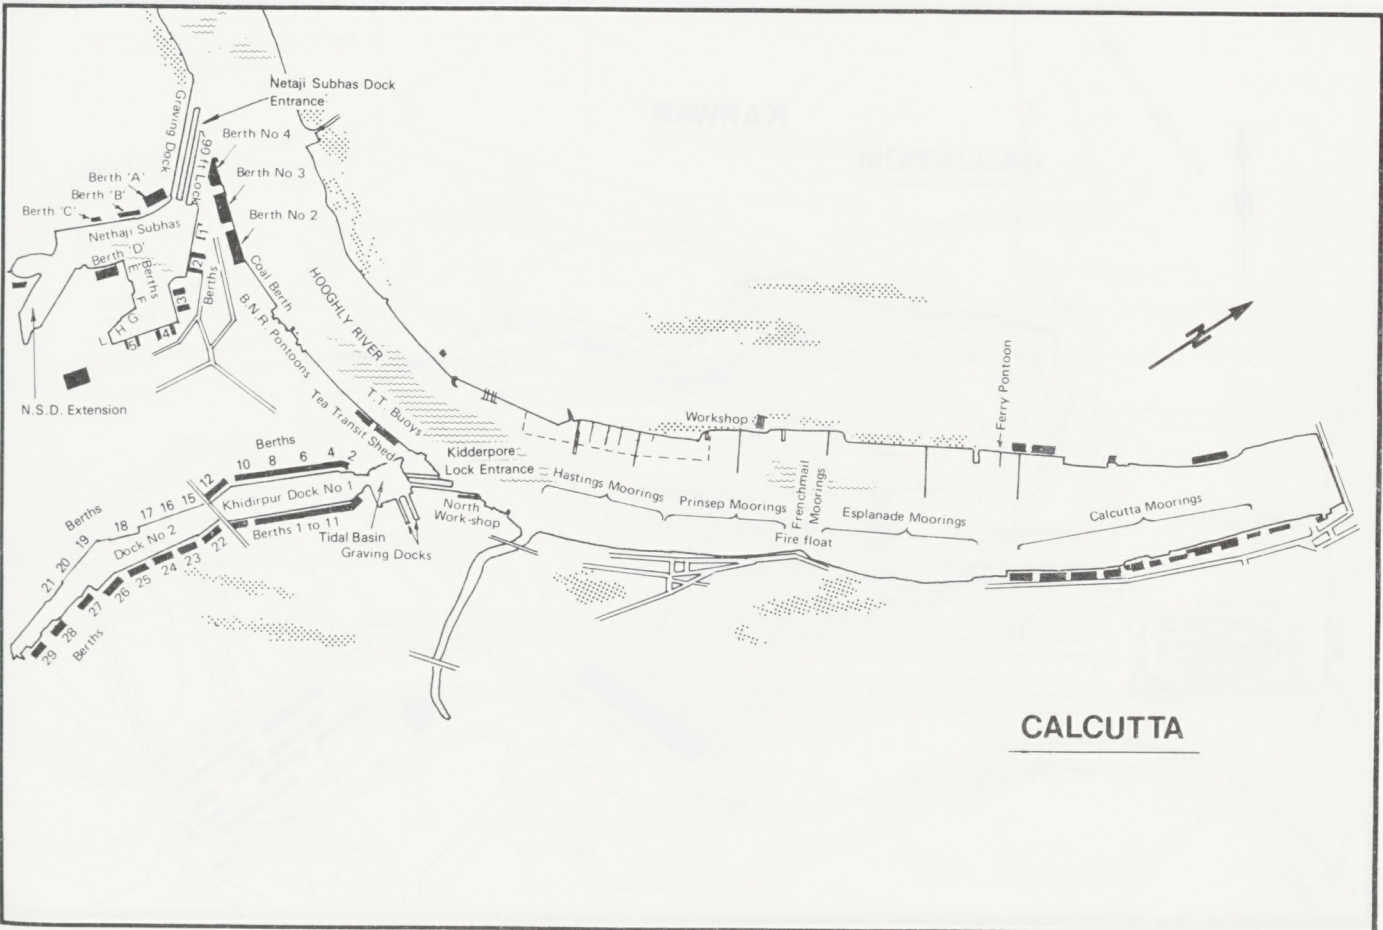 Netaji Subhas Dock
Entrance
Graving Dock
90 ft Lock
Berth No 4
Berth No 3
Berth No 2
Berth 'A'
Berth 'B'
Berth 'C'
Nethaji Subhas
Berth 'D'
'E'
Berths
F
G
H
L
1
2
3
4
5
Berths
N.S.D. Extension
Coal Berth
B.N.R. Pontoons
HOOGHLY RIVER
T.T. Buoys
Tea Transit Shed
Kidderpore
Lock Entrance
Berths
12 10 8 6 4 2
Khidirpur Dock No 1
Berths 1 to 11
Tidal Basin
Graving Docks
North
Work-shop
Berths
21 20 19 18 17 16 15
Dock No 2
29 28 27 26 25 24 23 22
Berths
Workshop
Ferry Pontoon
Hastings Moorings
Prinsep Moorings
Frenchmail
Moorings
Fire float
Esplanade Moorings
Calcutta Moorings
N
CALCUTTA
KARWAR